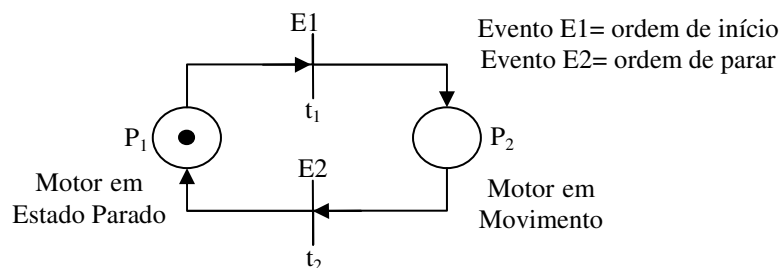 E1
Evento E1= ordem de início
Evento E2= ordem de parar
t1
P1
P2
E2
Motor em
Estado Parado
Motor em
Movimento
t2